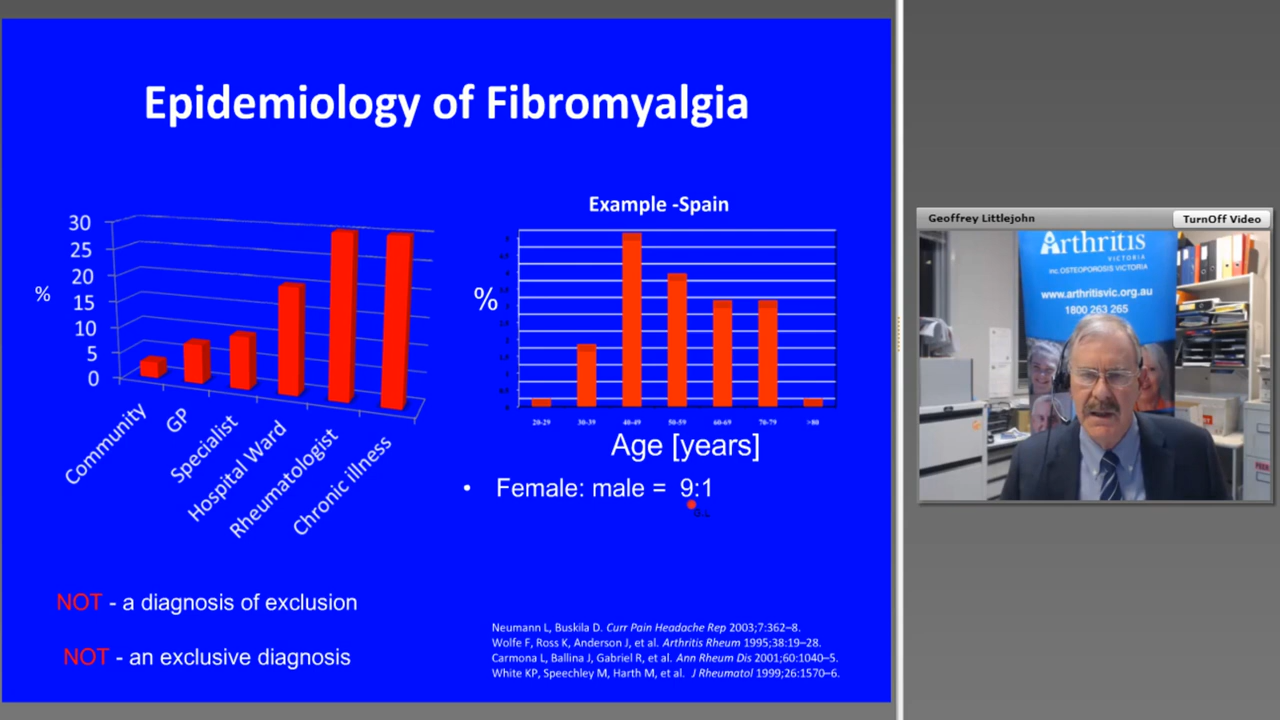 Epidemiology of Fibromyalgia
30
25
20
15
10
5
0
%
Community
GP
Specialist
Hospital Ward
Rheumatologist
Chronic illness
Example -Spain
%
20-29 30-39 40-49 50-59 60-69 70-79 >80
Age [years]
• Female: male = 9:1
G.L
NOT - a diagnosis of exclusion
NOT - an exclusive diagnosis
Neumann L, Buskila D. Curr Pain Headache Rep 2003;7:362–8.
Wolfe F, Ross K, Anderson J, et al. Arthritis Rheum 1995;38:19–28.
Carmona L, Ballina J, Gabriel R, et al. Ann Rheum Dis 2001;60:1040–5.
White KP, Speechley M, Harth M, et al. J Rheumatol 1999;26:1570–6.
Geoffrey Littlejohn
TurnOff Video
Arthritis
VICTORIA
INC OSTEOPOROSIS VICTORIA
www.arthritisvic.org.au
1800 263 265